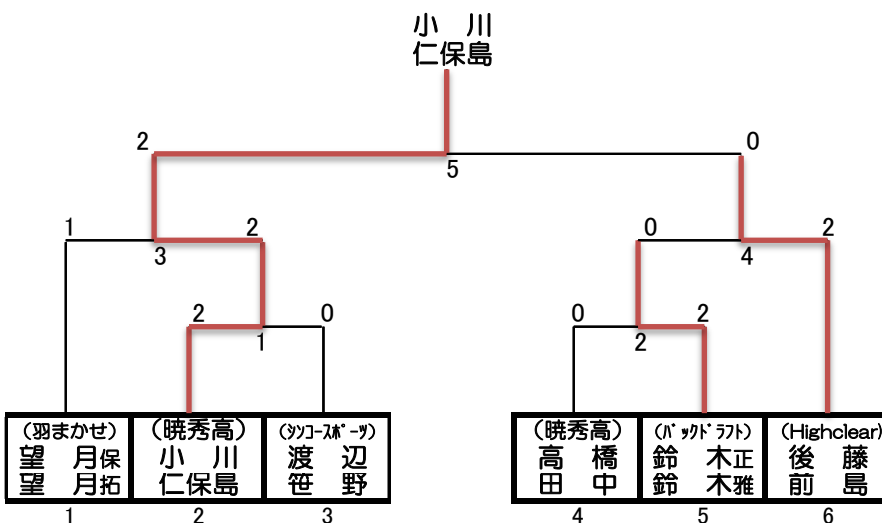 小　川
仁保島
2
0
5
1
2
0
2
3
4
2
0
0
2
1
2
(羽まかせ)
望　月保
望　月拓
(暁秀高)
小　川
仁保島
(ｼﾝｺｰｽﾎﾟｰﾂ)
渡　辺
笹　野
(暁秀高)
高　橋
田　中
(ﾊﾞｯｸﾄﾞﾗﾌﾄ)
鈴　木正
鈴　木雅
(Highclear)
後　藤
前　島
1
2
3
4
5
6